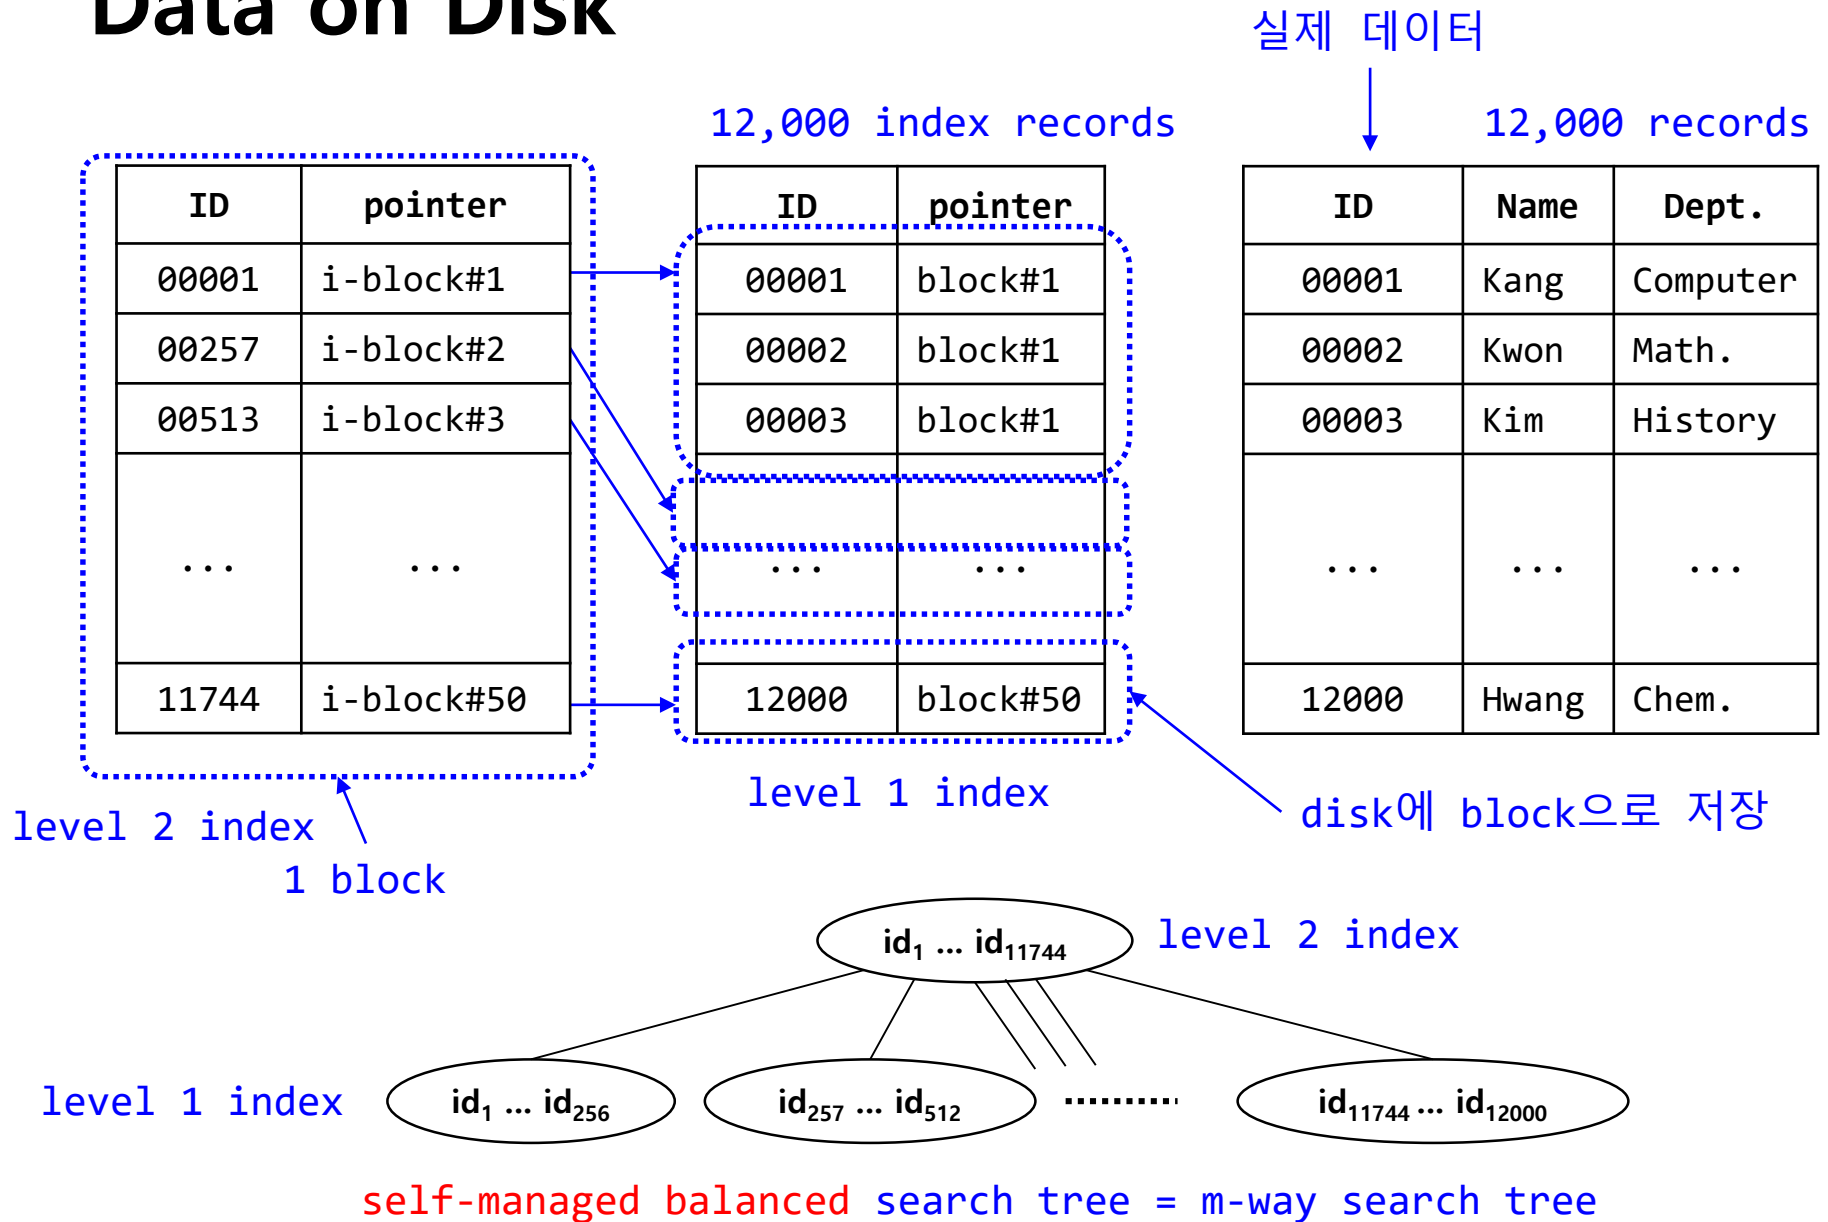 Data on Disk
실제 데이터
12,000 index records
12,000 records
ID pointer
00001 i-block#1
00257 i-block#2
00513 i-block#3
... ...
11744 i-block#50
ID pointer
00001 block#1
00002 block#1
00003 block#1
... ...
12000 block#50
ID Name Dept.
00001 Kang Computer
00002 Kwon Math.
00003 Kim History
... ... ...
12000 Hwang Chem.
level 2 index
1 block
level 1 index
disk에 block으로 저장
id1 ... id11744
level 2 index
level 1 index
id1 ... id256
id257 ... id512
.........
id11744 ... id12000
self-managed balanced search tree = m-way search tree